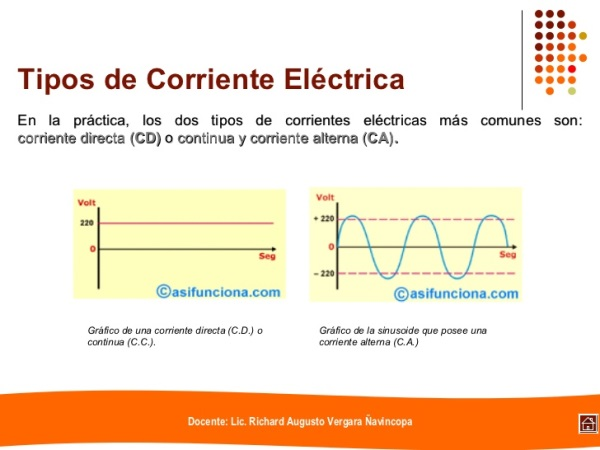 Tipos de Corriente Eléctrica
En la práctica, los dos tipos de corrientes eléctricas más comunes son:
corriente directa (CD) o continua y corriente alterna (CA).
Volt
220
0
Seg
©asifunciona.com
Volt
+ 220
0
Seg
- 220
©asifunciona.com
Gráfico de una corriente directa (C.D.) o
continua (C.C.).
Gráfico de la sinusoide que posee una
corriente alterna (C.A.)
Docente: Lic. Richard Augusto Vergara Ñavincopa